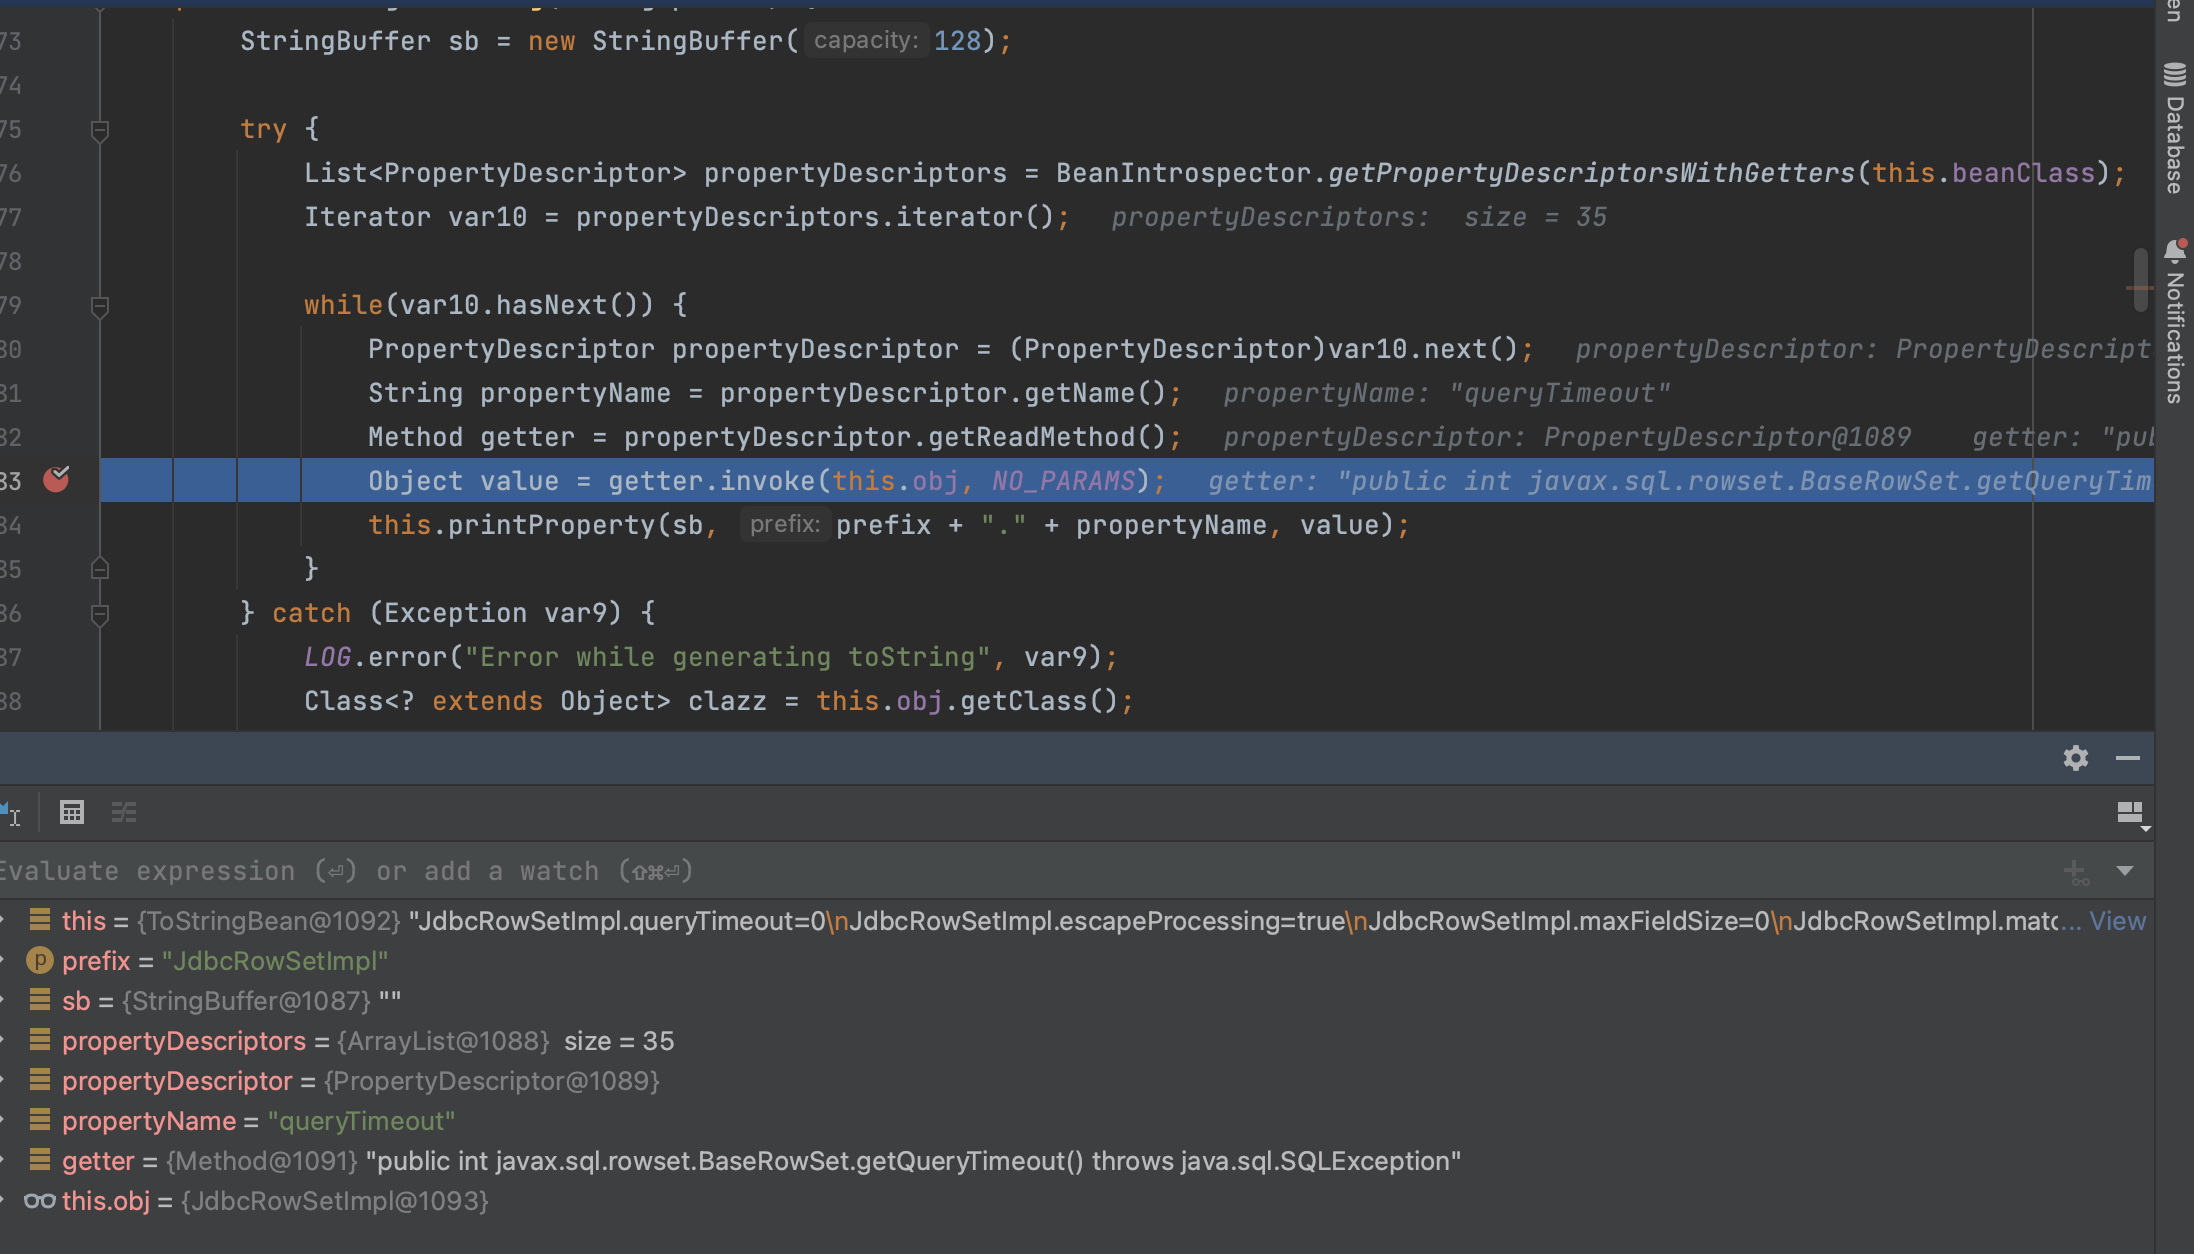 73 StringBuffer sb = new StringBuffer( capacity: 128);
74
75 try {
76 List<PropertyDescriptor> propertyDescriptors = BeanIntrospector.getPropertyDescriptorsWithGetters(this.beanClass);
77 Iterator var10 = propertyDescriptors.iterator(); propertyDescriptors: size = 35
78
79 while(var10.hasNext()) {
80 PropertyDescriptor propertyDescriptor = (PropertyDescriptor)var10.next(); propertyDescriptor: PropertyDescript
81 String propertyName = propertyDescriptor.getName(); propertyName: "queryTimeout"
82 Method getter = propertyDescriptor.getReadMethod(); propertyDescriptor: PropertyDescriptor@1089 getter: "pub
83 Object value = getter.invoke(this.obj, NO_PARAMS); getter: "public int javax.sql.rowset.BaseRowSet.getQueryTim
84 this.printProperty(sb, prefix: prefix + "." + propertyName, value);
85 }
86 } catch (Exception var9) {
87 LOG.error("Error while generating toString", var9);
88 Class<? extends Object> clazz = this.obj.getClass();
en
Database
Notifications
Evaluate expression (⏎) or add a watch (⇧⌘⏎)
this = {ToStringBean@1092} "JdbcRowSetImpl.queryTimeout=0\nJdbcRowSetImpl.escapeProcessing=true\nJdbcRowSetImpl.maxFieldSize=0\nJdbcRowSetImpl.matc... View
p prefix = "JdbcRowSetImpl"
sb = {StringBuffer@1087} ""
propertyDescriptors = {ArrayList@1088} size = 35
propertyDescriptor = {PropertyDescriptor@1089}
propertyName = "queryTimeout"
getter = {Method@1091} "public int javax.sql.rowset.BaseRowSet.getQueryTimeout() throws java.sql.SQLException"
this.obj = {JdbcRowSetImpl@1093}